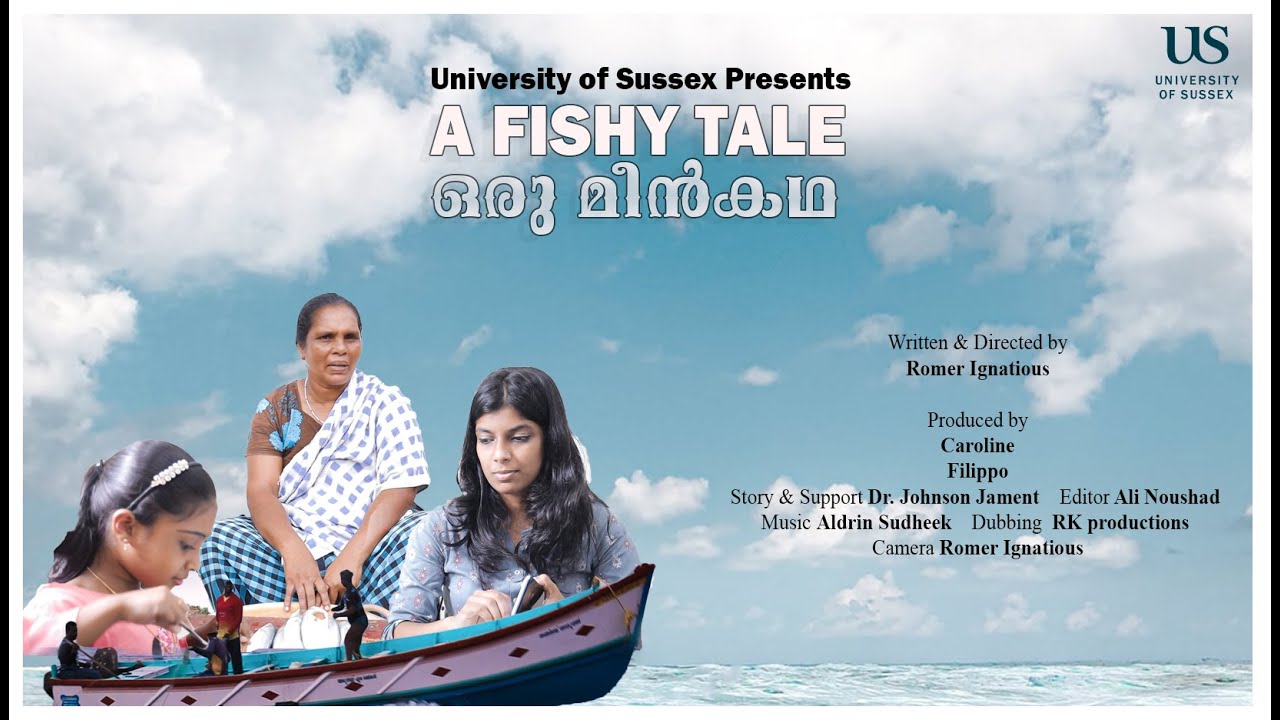 University of Sussex Presents
A FISHY TALE
ഒരു മീൻകഥ
US
UNIVERSITY
OF SUSSEX
Written & Directed by
Romer Ignatious
Produced by
Caroline
Filippo
Story & Support Dr. Johnson Jament Editor Ali Noushad
Music Aldrin Sudheek Dubbing RK productions
Camera Romer Ignatious